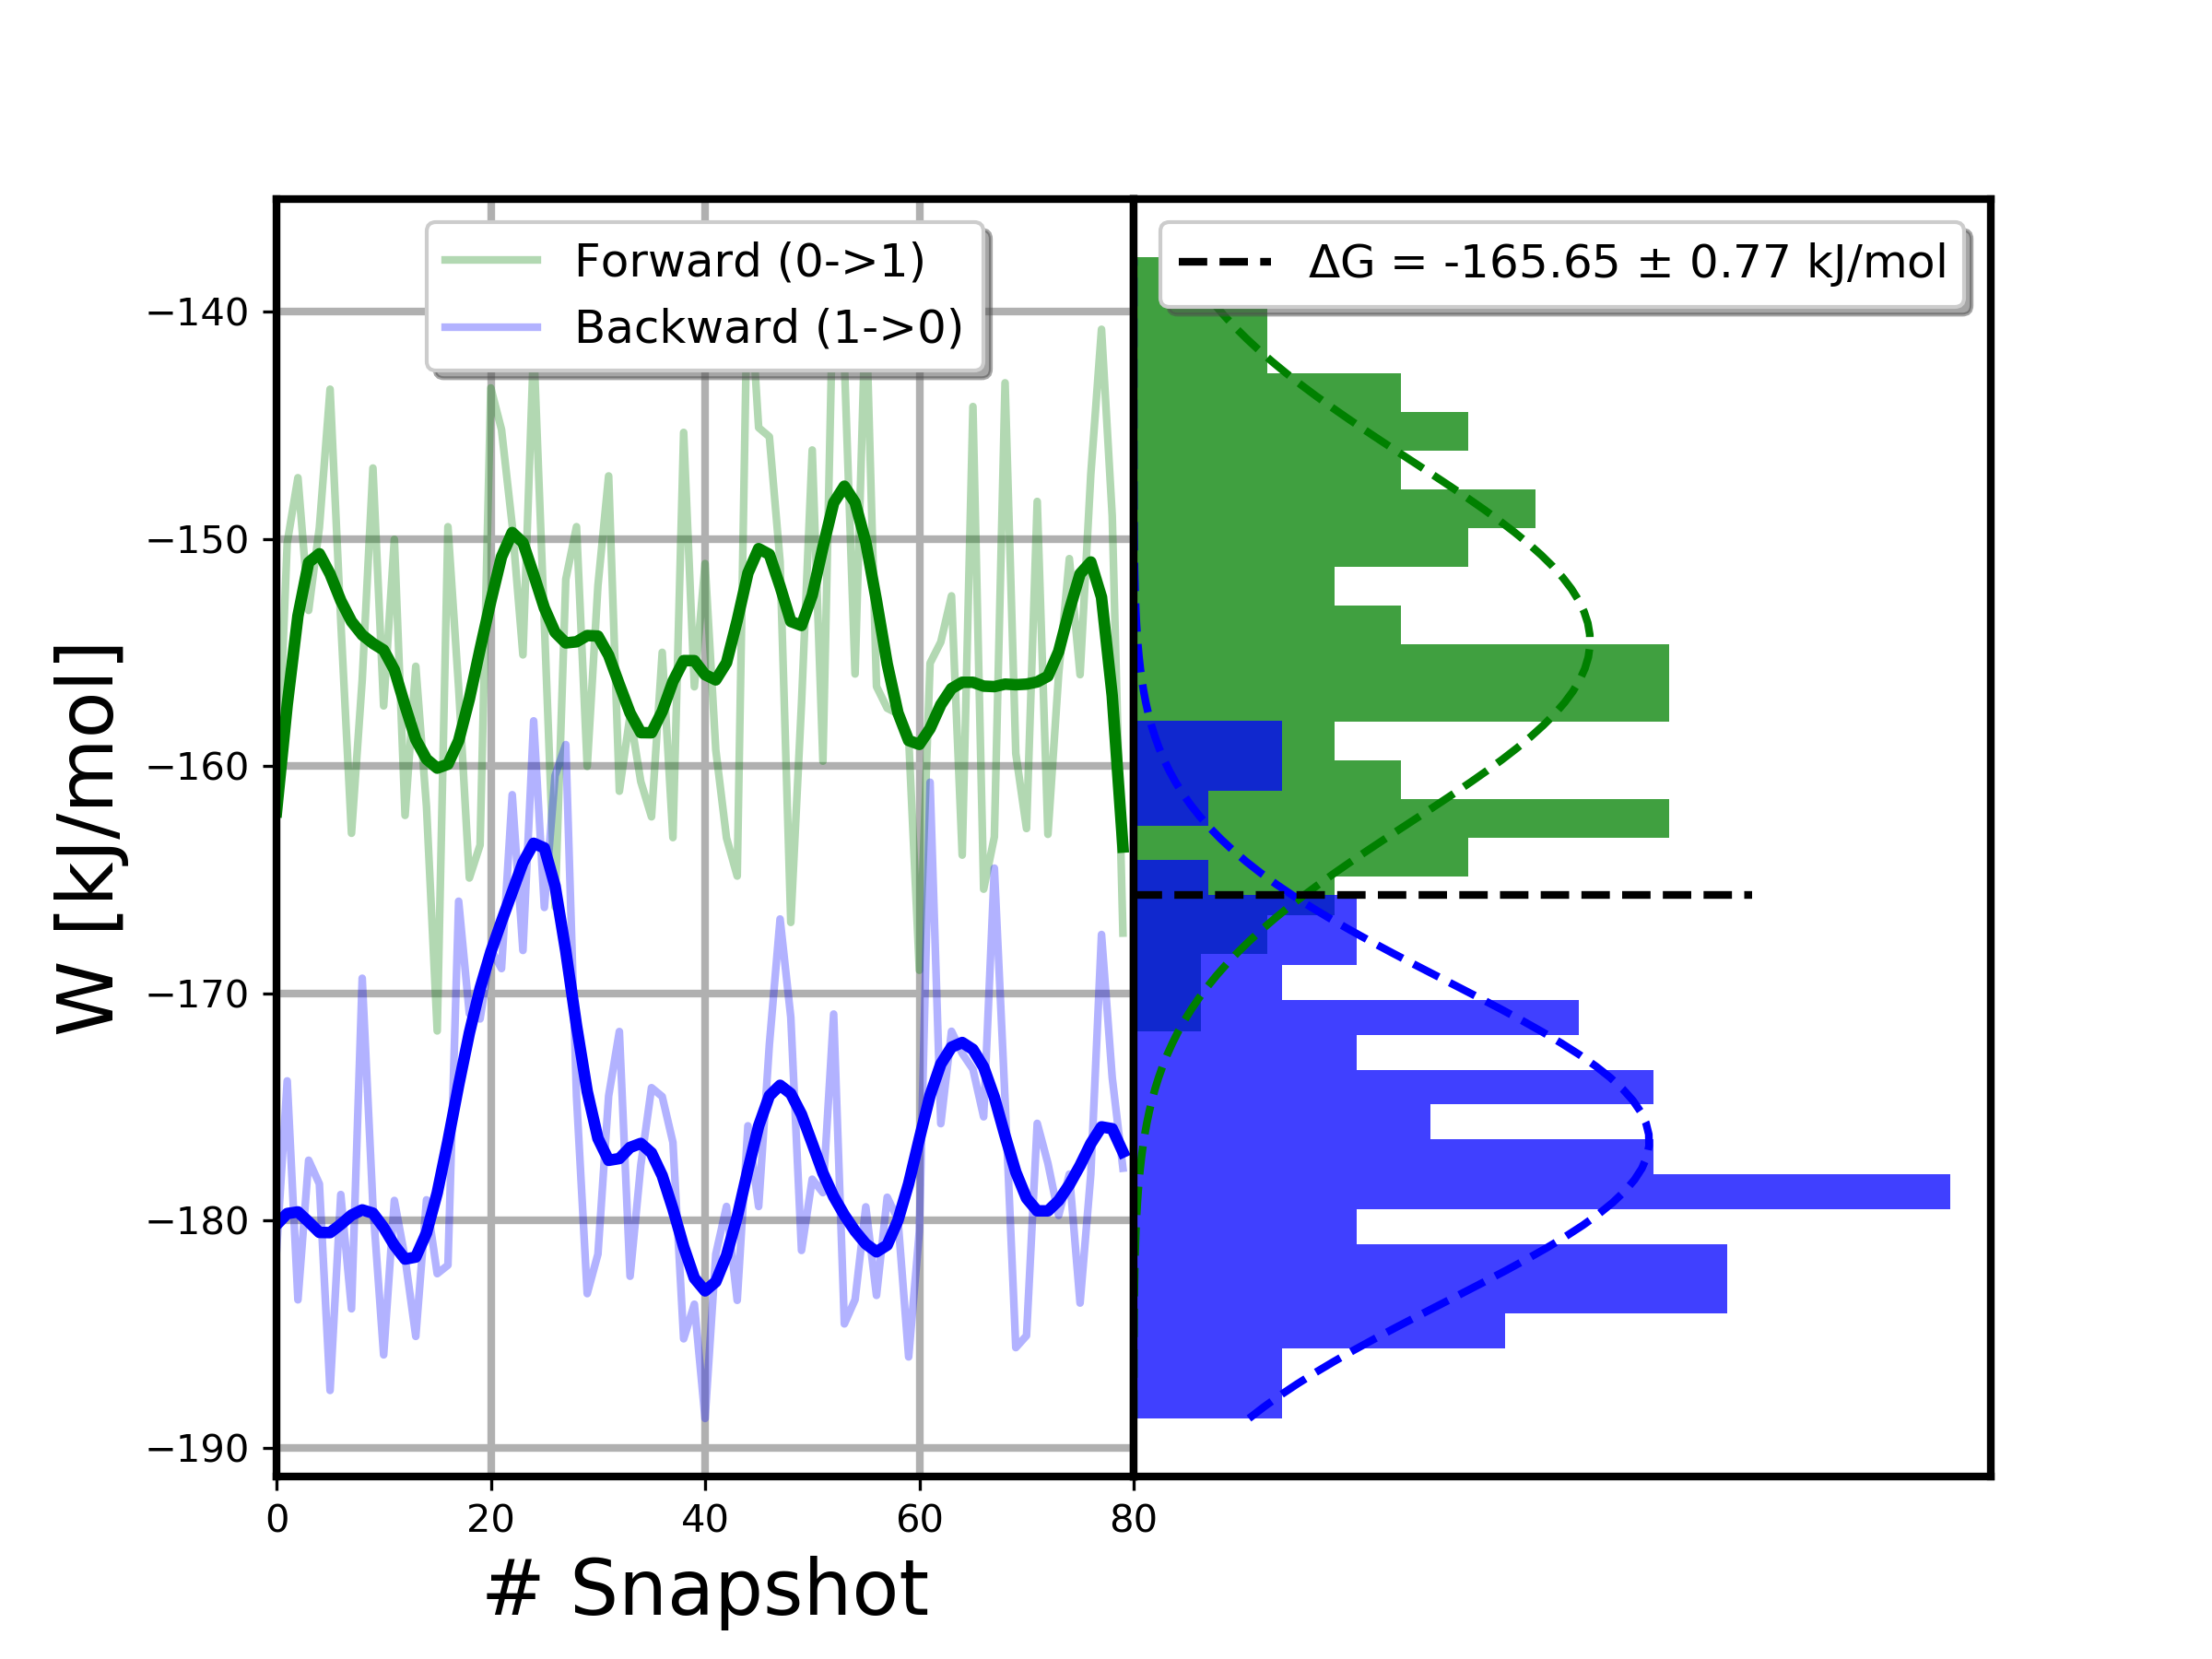 Forward (0->1)
Backward (1->0)
ΔG = -165.65 ± 0.77 kJ/mol
W [kJ/mol]
−140
−150
−160
−170
−180
−190
0 20 40 60 80
# Snapshot